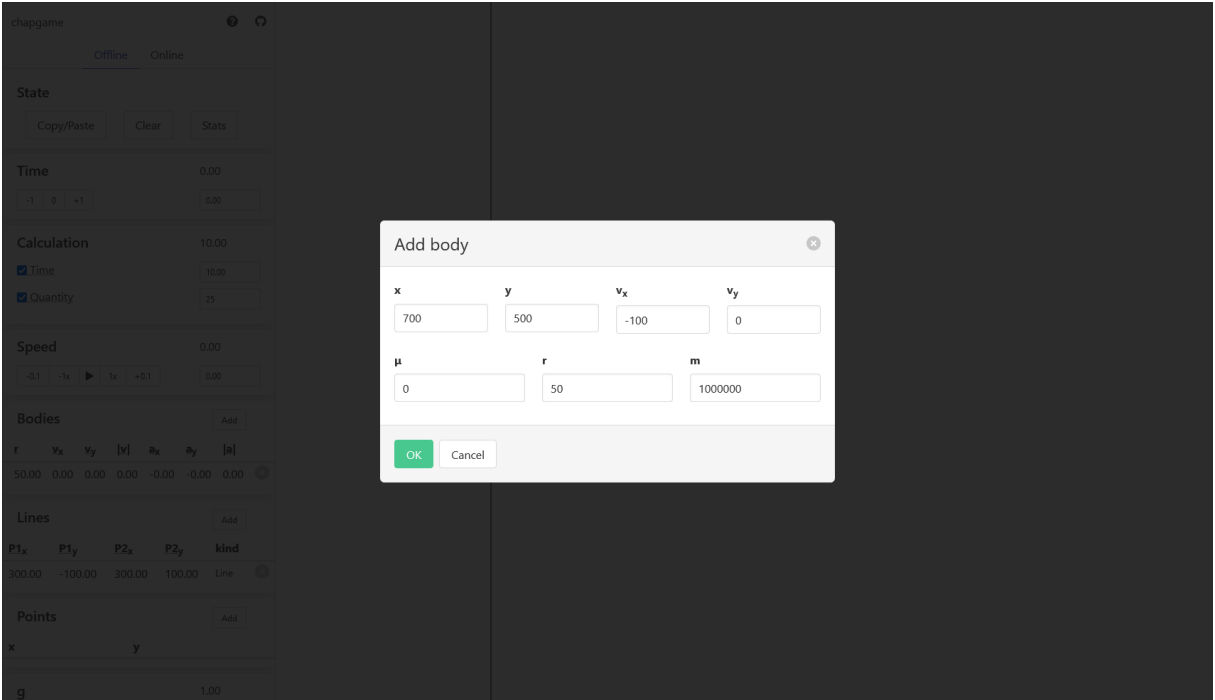 chapgame
Offline Online
State
Copy/Paste Clear Stats
Time 0.00
-1 0 +1 0.00
Calculation 10.00
Time 10.00
Quantity 25
Speed 0.00
-0.1 -1x 1x +0.1 0.00
Bodies Add
r vx vy |v| ax ay |a|
50.00 0.00 0.00 0.00 -0.00 -0.00 0.00
Lines Add
P1x P1y P2x P2y kind
300.00 -100.00 300.00 100.00 Line
Points Add
x y
g 1.00
Add body
x y vx vy
700 500 -100 0
μ r m
0 50 1000000
OK Cancel